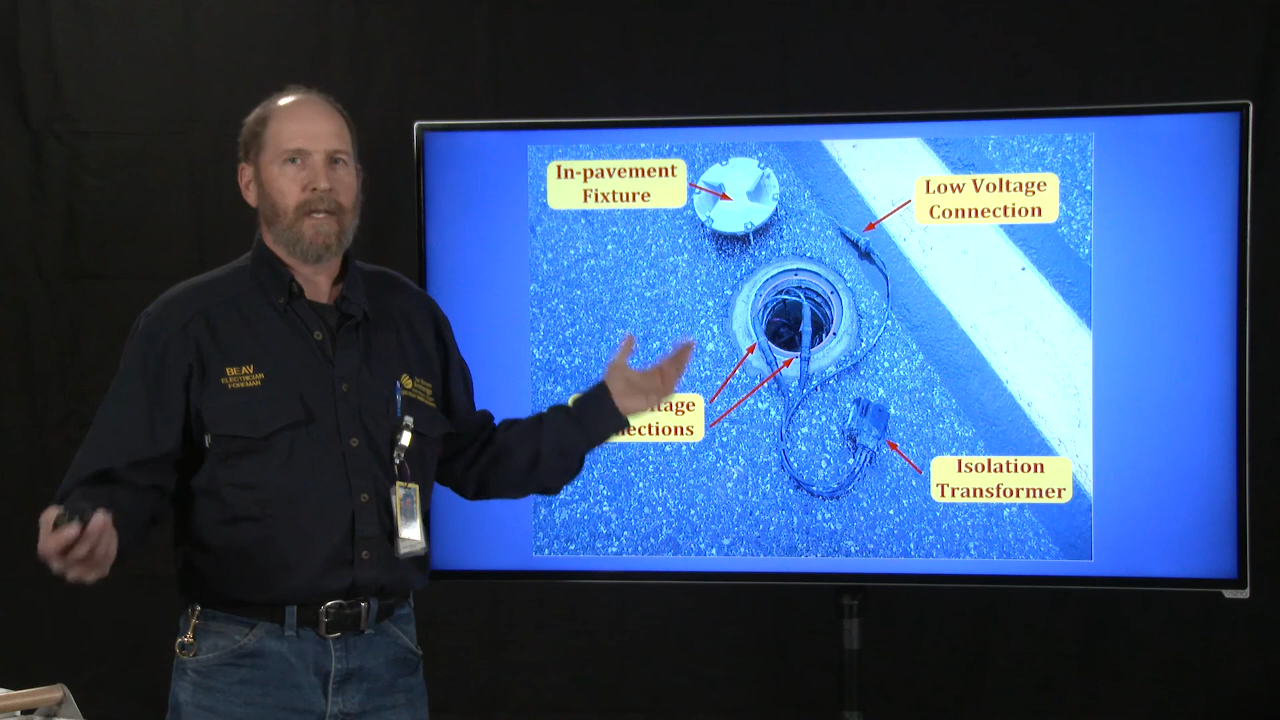 In-pavement
Fixture
Low Voltage
Connection
BEAV
ELECTRICIAN
FOREMAN
Isolation
Transformer